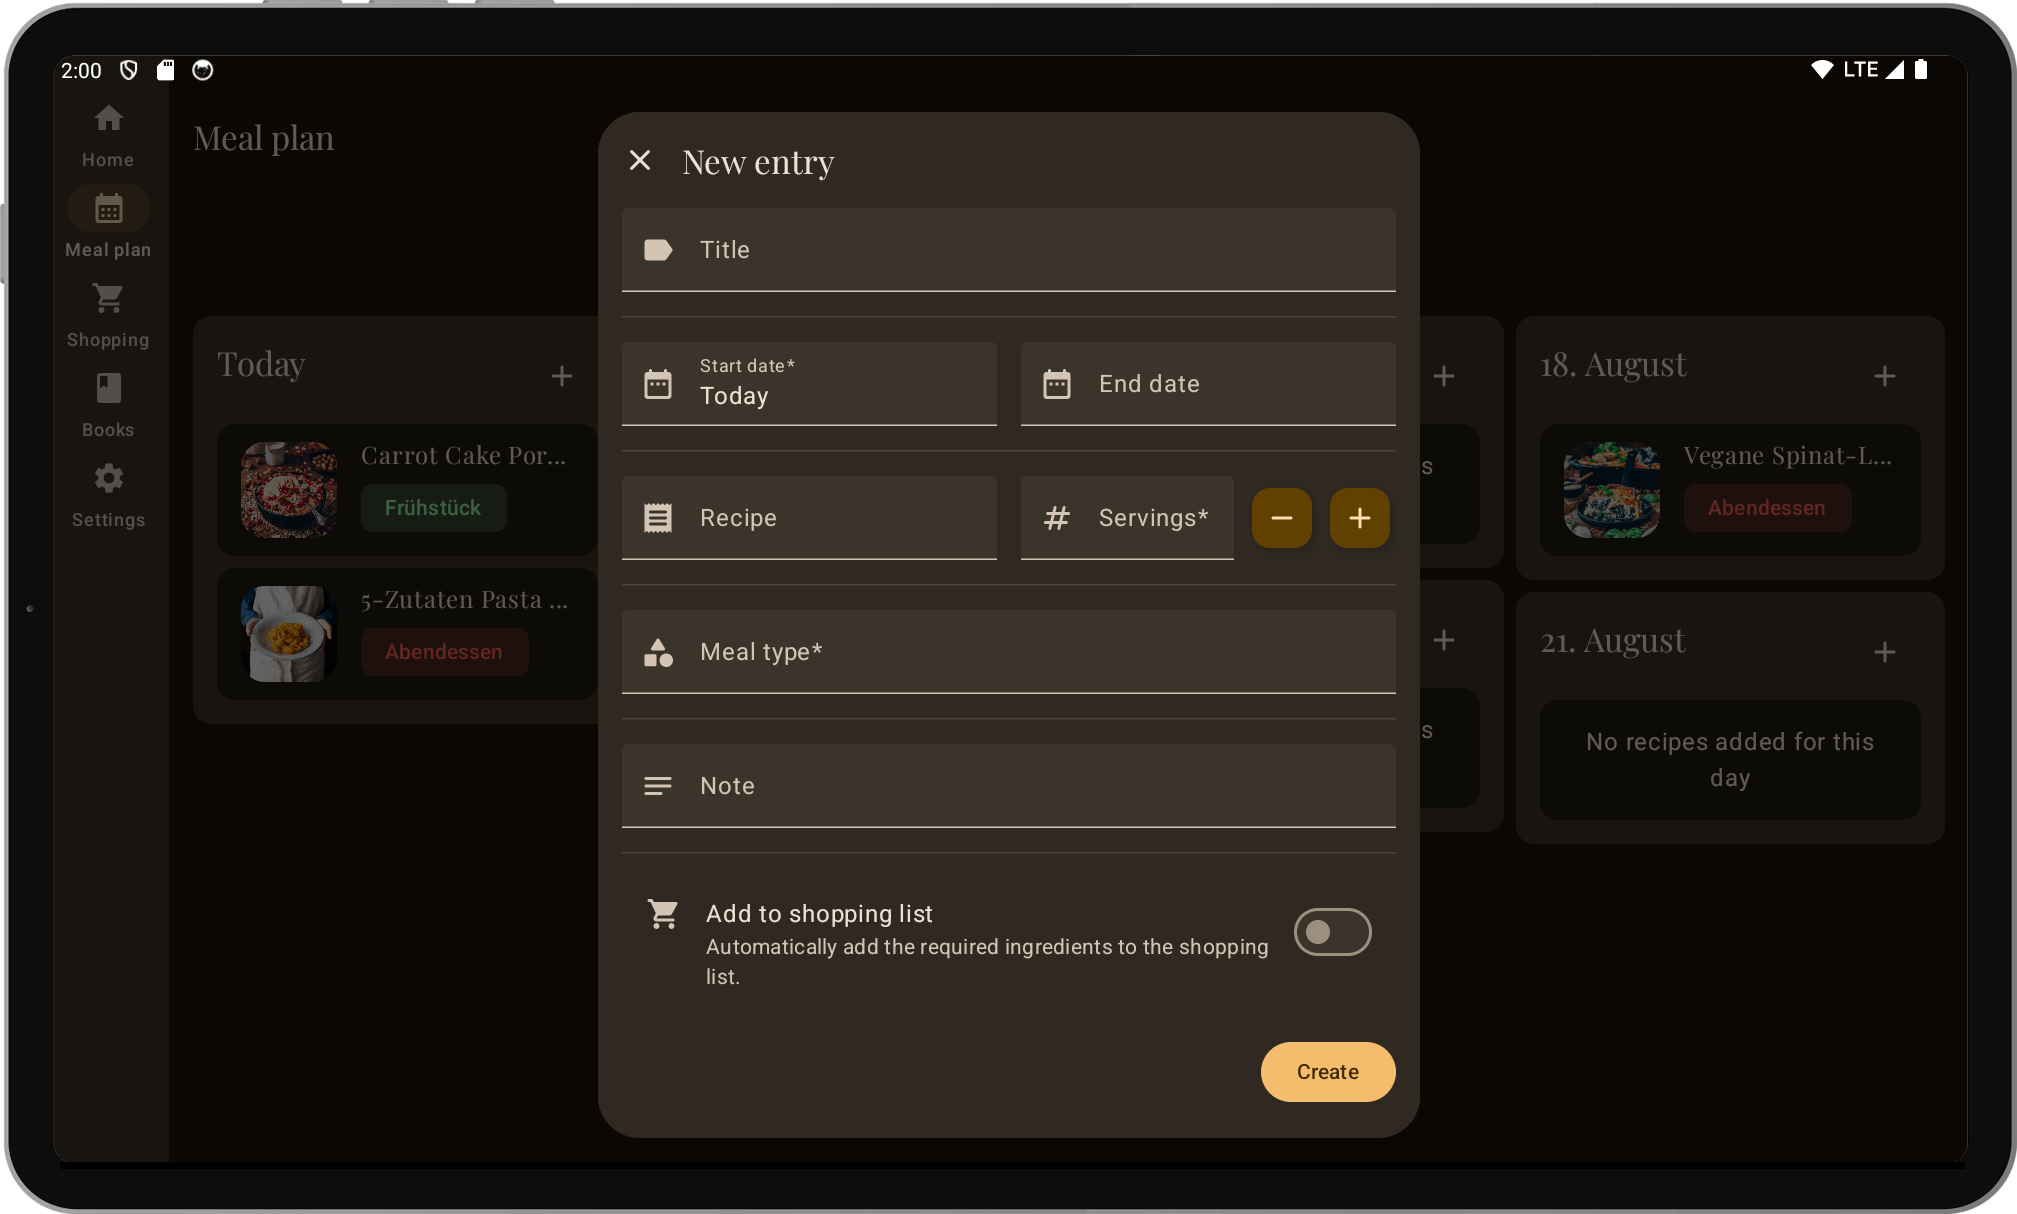 2:00
LTE
Home
Meal plan
Shopping
Books
Settings
Meal plan
Today
Carrot Cake Por...
Frühstück
5-Zutaten Pasta ...
Abendessen
New entry
Title
Start date*
Today
End date
Recipe
Servings*
Meal type*
Note
Add to shopping list
Automatically add the required ingredients to the shopping
list.
Create
s
s
18. August
Vegane Spinat-L...
Abendessen
21. August
No recipes added for this
day